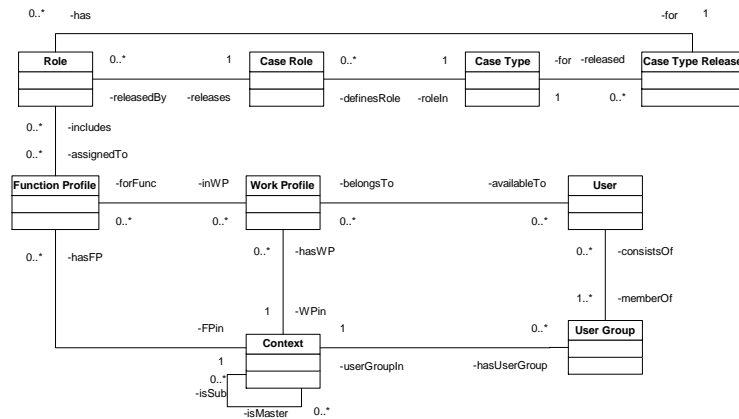 0..* -has -for 1
Role 0..* 1 Case Role 0..* 1 Case Type -for -released Case Type Release
-releasedBy -releases -definesRole -roleIn 1 0..*
0..* -includes
0..* -assignedTo
Function Profile -forFunc -inWP Work Profile -belongsTo -availableTo User
0..* 0..* 0..* 0..*
0..* -hasFP 0..* -hasWP 0..* -consistsOf
1 -WPin 1..* -memberOf
-FPin 1 0..* User Group
Context
1 -userGroupIn -hasUserGroup
0..*
-isSub
-isMaster 0..*